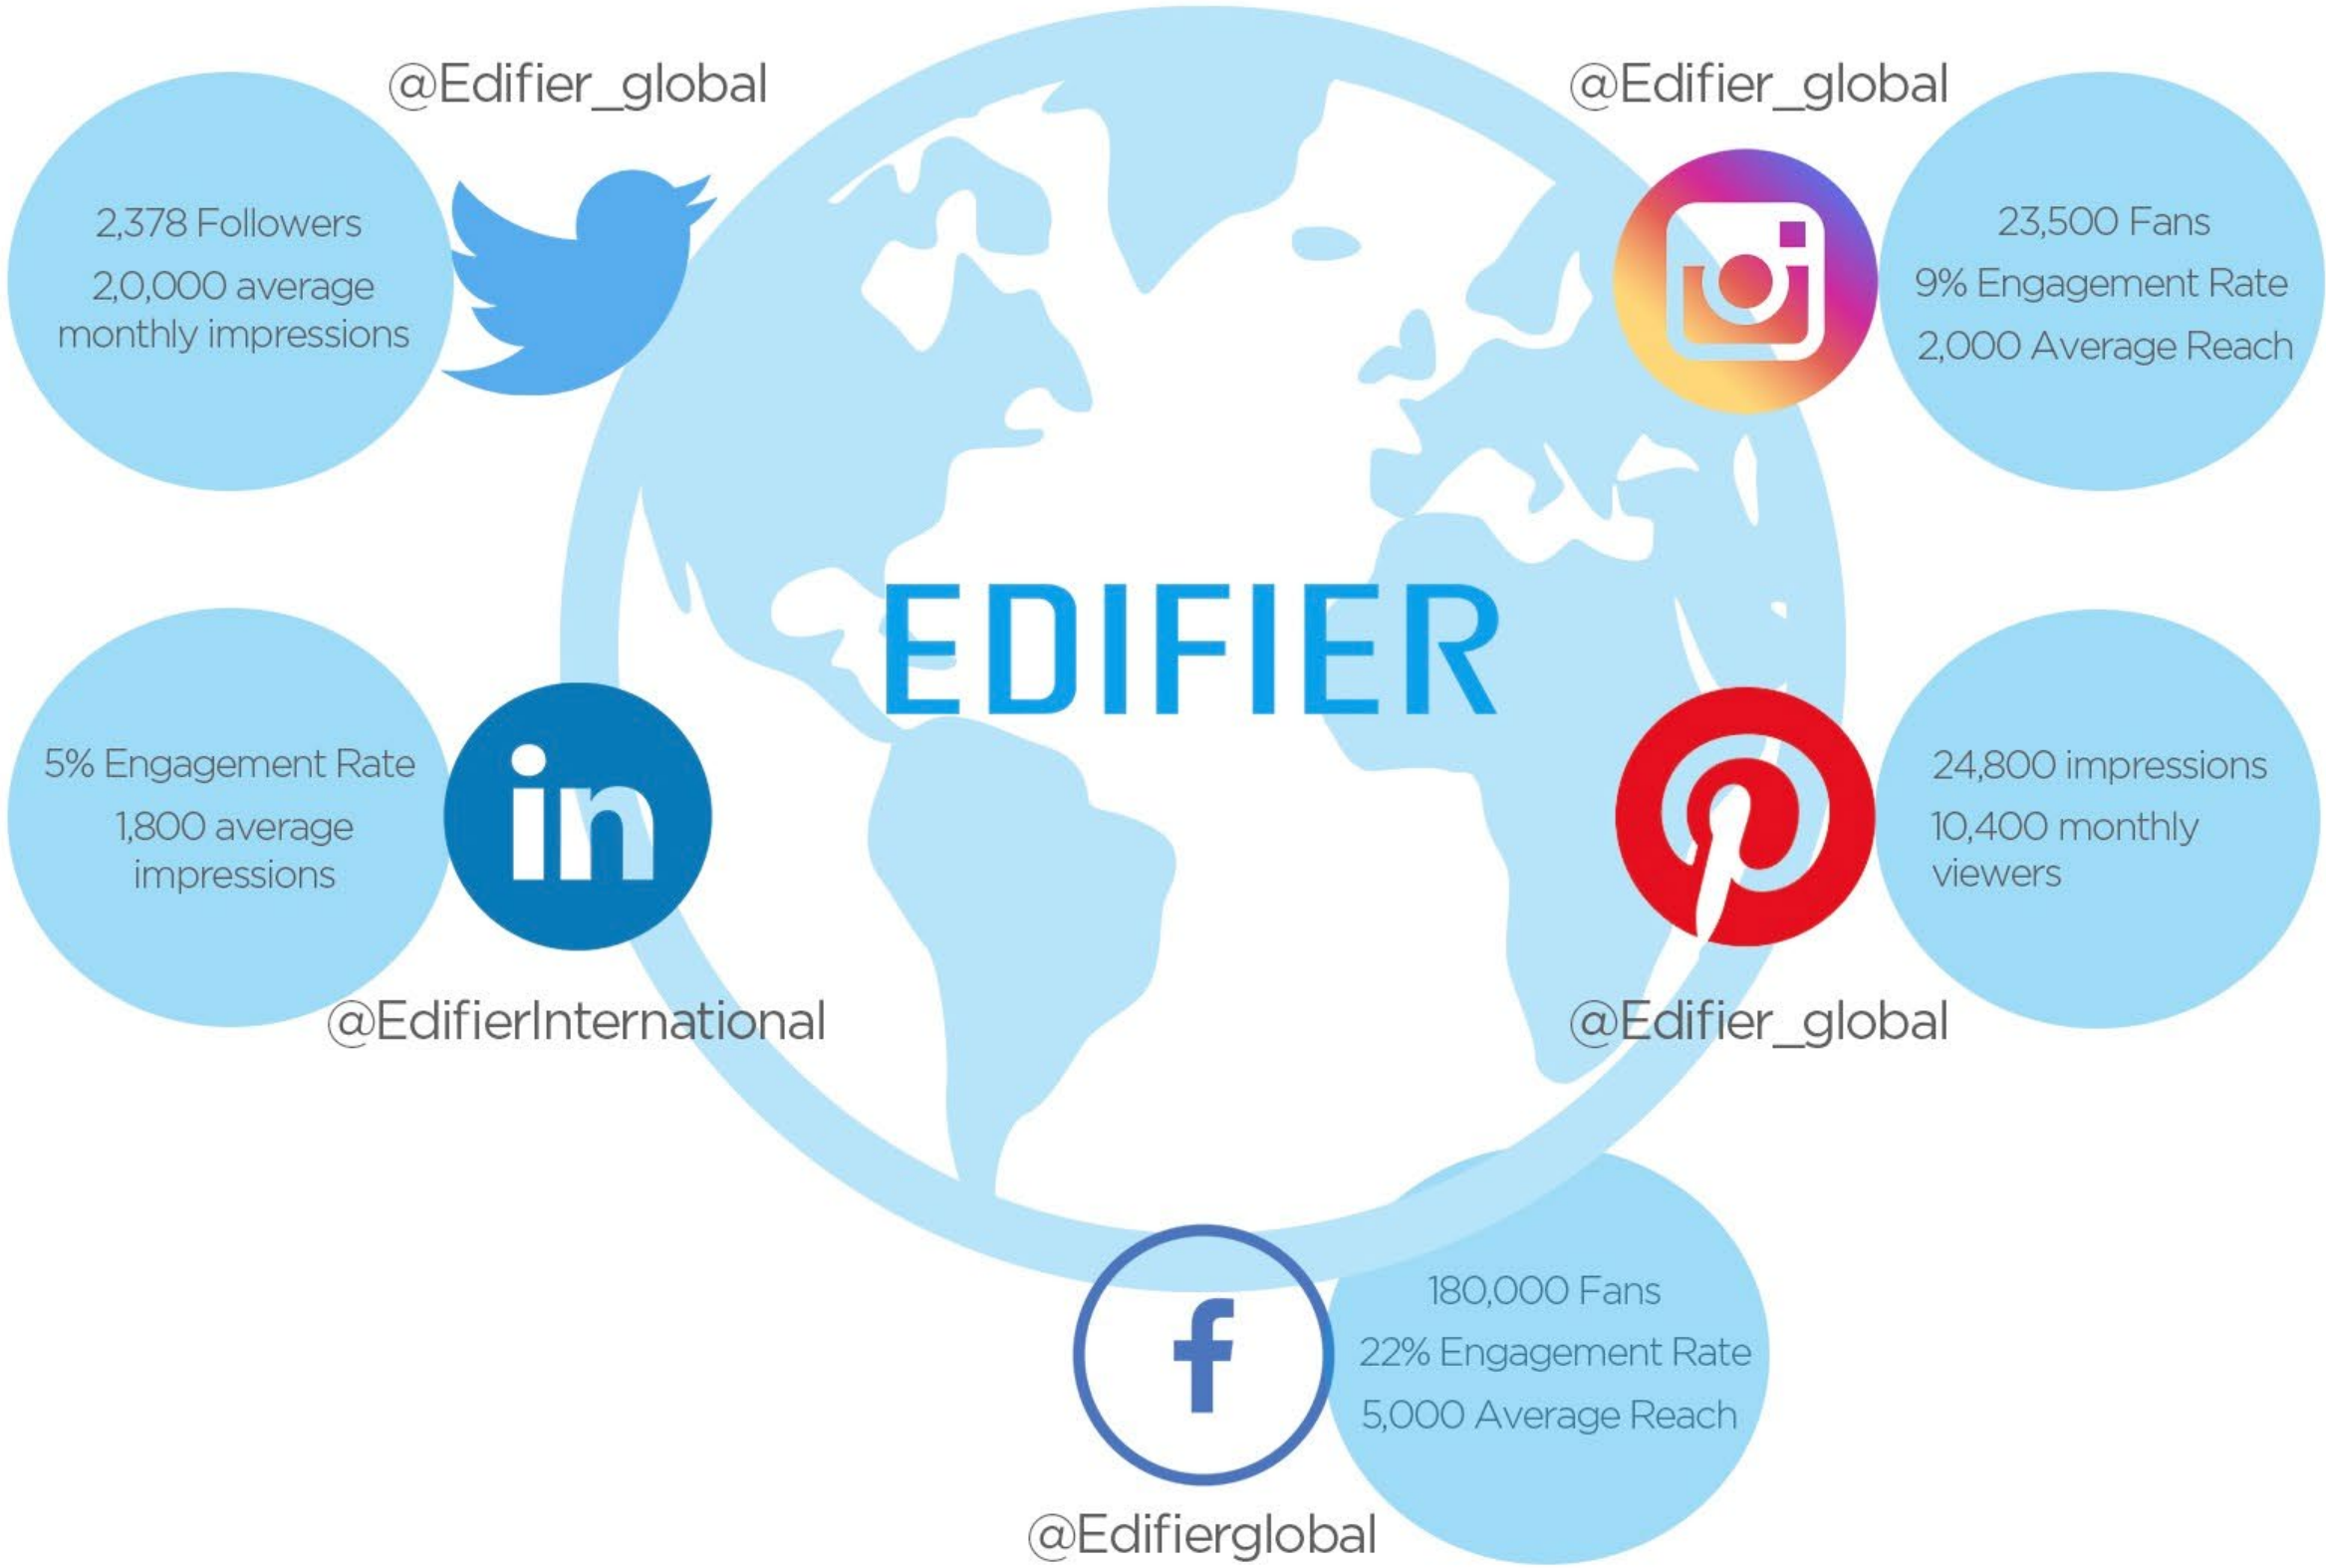 @Edifier_global
2,378 Followers
2,0,000 average
monthly impressions
@Edifier_global
23,500 Fans
9% Engagement Rate
2,000 Average Reach
EDIFIER
5% Engagement Rate
1,800 average
impressions
in
@EdifierInternational
24,800 impressions
10,400 monthly
viewers
@Edifier_global
f
180,000 Fans
22% Engagement Rate
5,000 Average Reach
@Edifierglobal